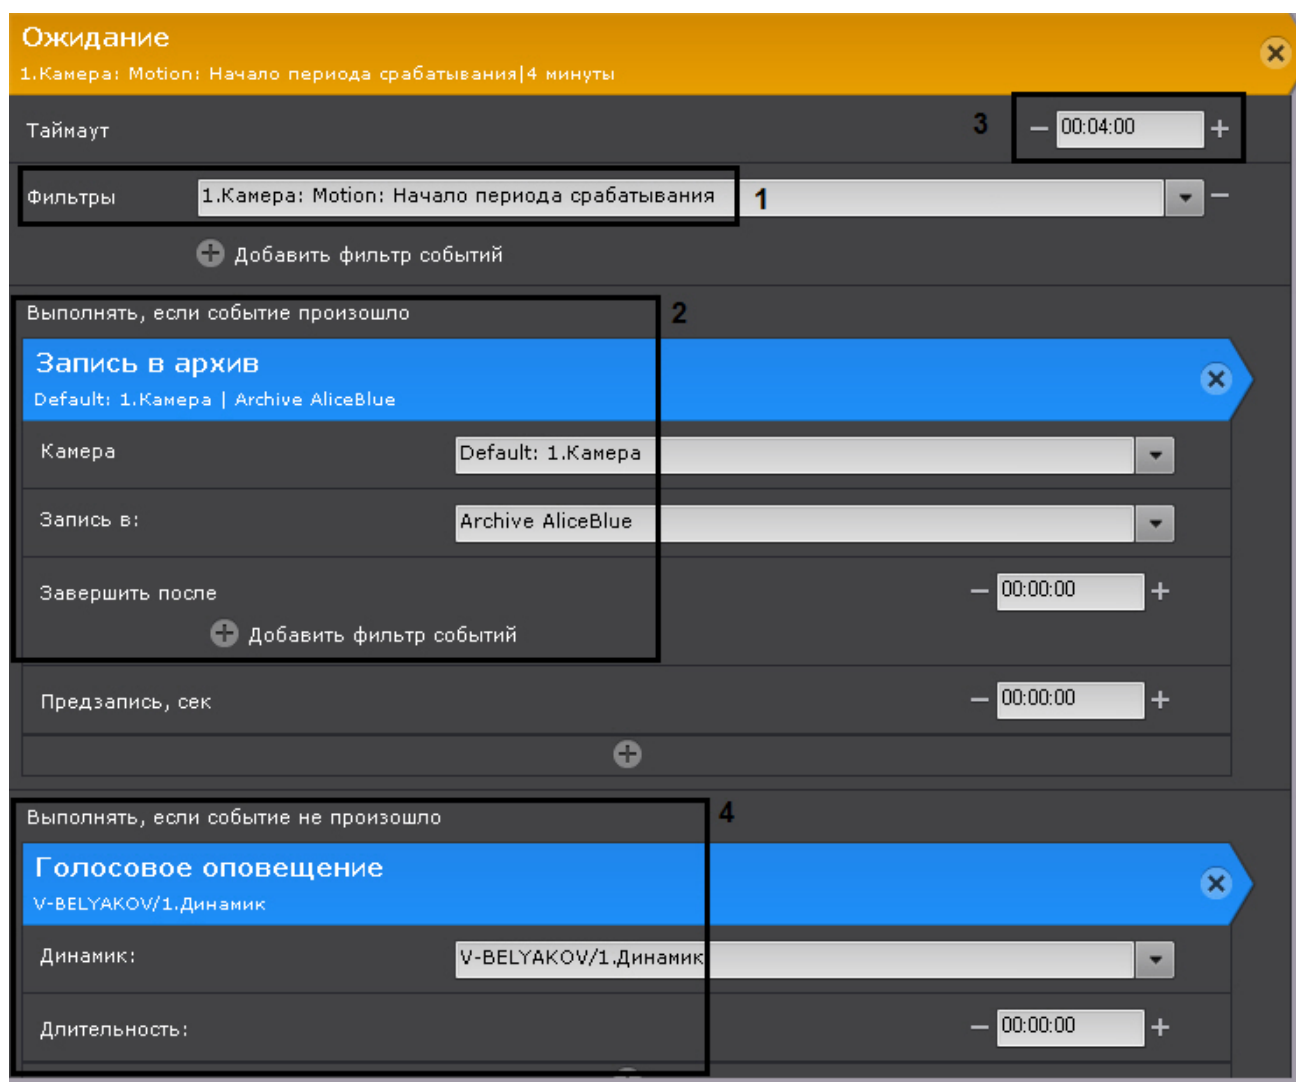 Ожидание
1.Камера: Motion: Начало периода срабатывания|4 минуты
Таймаут 3 00:04:00
Фильтры 1.Камера: Motion: Начало периода срабатывания 1
Добавить фильтр событий
Выполнять, если событие произошло 2
Запись в архив
Default: 1.Камера | Archive AliceBlue
Камера Default: 1.Камера
Запись в: Archive AliceBlue
Завершить после 00:00:00
Добавить фильтр событий
Предзапись, сек 00:00:00
Выполнять, если событие не произошло 4
Голосовое оповещение
V-BELYAKOV/1.Динамик
Динамик: V-BELYAKOV/1.Динамик
Длительность: 00:00:00